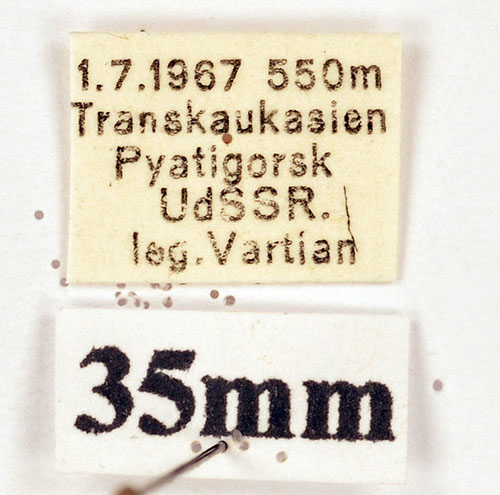 1.7.1967 550m
Transkaukasien
Pyatigorsk
UdSSR.
leg.Vartian
35mm